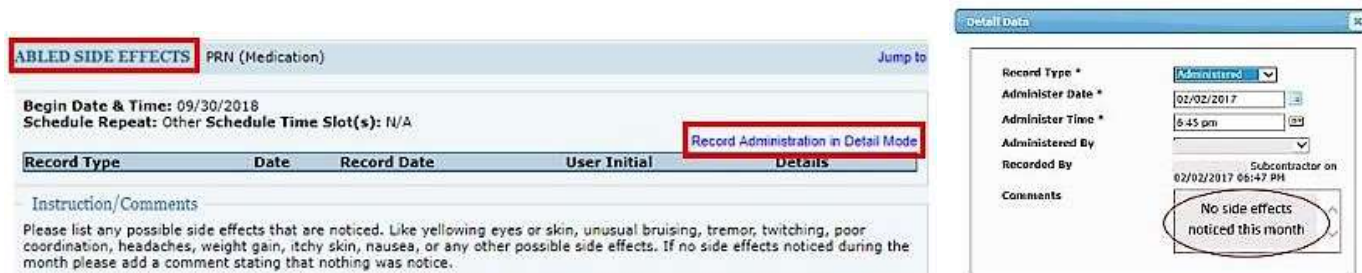 ABLED SIDE EFFECTS PRN (Medication) Jump to
Begin Date & Time: 09/30/2018
Schedule Repeat: Other Schedule Time Slot(s): N/A
Record Administration in Detail Mode
Record Type Date Record Date User Initial Details
Instruction/Comments
Please list any possible side effects that are noticed. Like yellowing eyes or skin, unusual bruising, tremor, twitching, poor
coordination, headaches, weight gain, itchy skin, nausea, or any other possible side effects. If no side effects noticed during the
month please add a comment stating that nothing was notice.
Detail Data
Record Type * Administered
Administer Date * 02/02/2017
Administer Time * 6:45 pm
Administered By
Recorded By Subcontractor on
02/02/2017 06:47 PM
Comments
No side effects
noticed this month